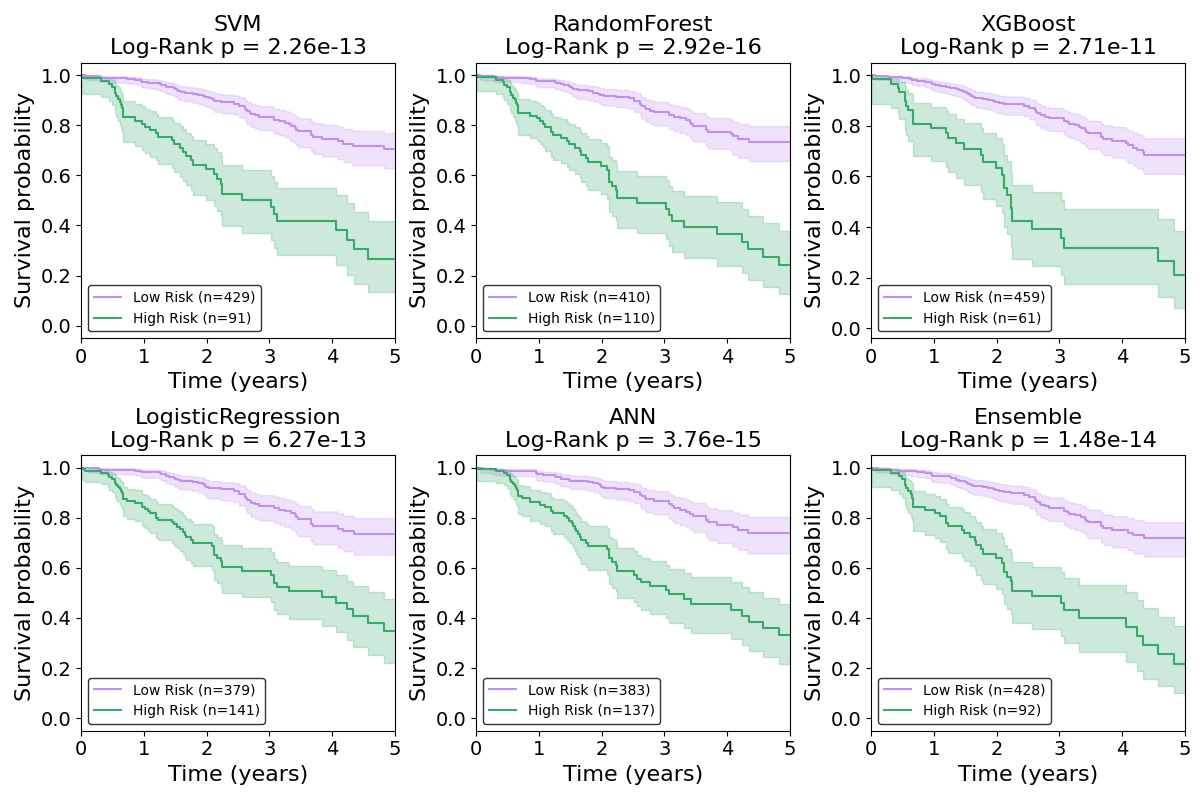 SVM
Log-Rank p = 2.26e-13
Survival probability
1.0
0.8
0.6
0.4
0.2
0.0
Low Risk (n=429)
High Risk (n=91)
0 1 2 3 4 5
Time (years)
RandomForest
Log-Rank p = 2.92e-16
Survival probability
1.0
0.8
0.6
0.4
0.2
0.0
Low Risk (n=410)
High Risk (n=110)
0 1 2 3 4 5
Time (years)
XGBoost
Log-Rank p = 2.71e-11
Survival probability
1.0
0.8
0.6
0.4
0.2
0.0
Low Risk (n=459)
High Risk (n=61)
0 1 2 3 4 5
Time (years)
LogisticRegression
Log-Rank p = 6.27e-13
Survival probability
1.0
0.8
0.6
0.4
0.2
0.0
Low Risk (n=379)
High Risk (n=141)
0 1 2 3 4 5
Time (years)
ANN
Log-Rank p = 3.76e-15
Survival probability
1.0
0.8
0.6
0.4
0.2
0.0
Low Risk (n=383)
High Risk (n=137)
0 1 2 3 4 5
Time (years)
Ensemble
Log-Rank p = 1.48e-14
Survival probability
1.0
0.8
0.6
0.4
0.2
0.0
Low Risk (n=428)
High Risk (n=92)
0 1 2 3 4 5
Time (years)